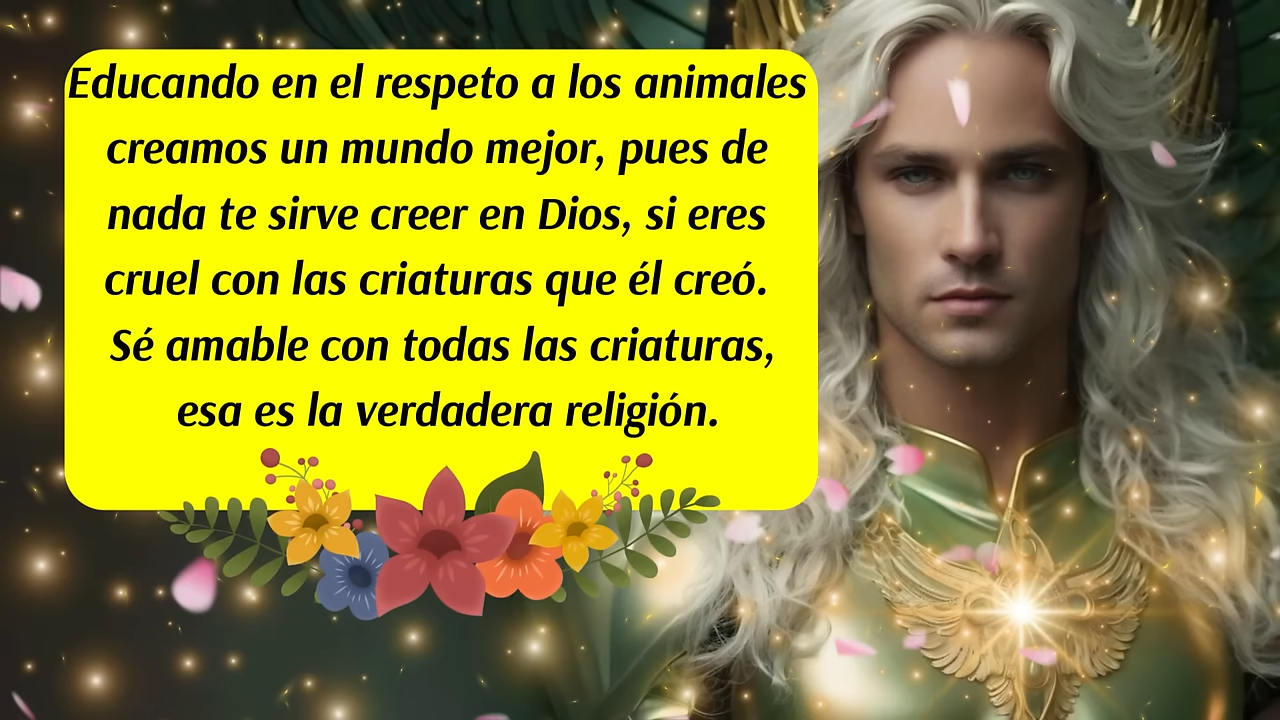 Educando en el respeto a los animales
creamos un mundo mejor, pues de
nada te sirve creer en Dios, si eres
cruel con las criaturas que él creó.
Sé amable con todas las criaturas,
esa es la verdadera religión.